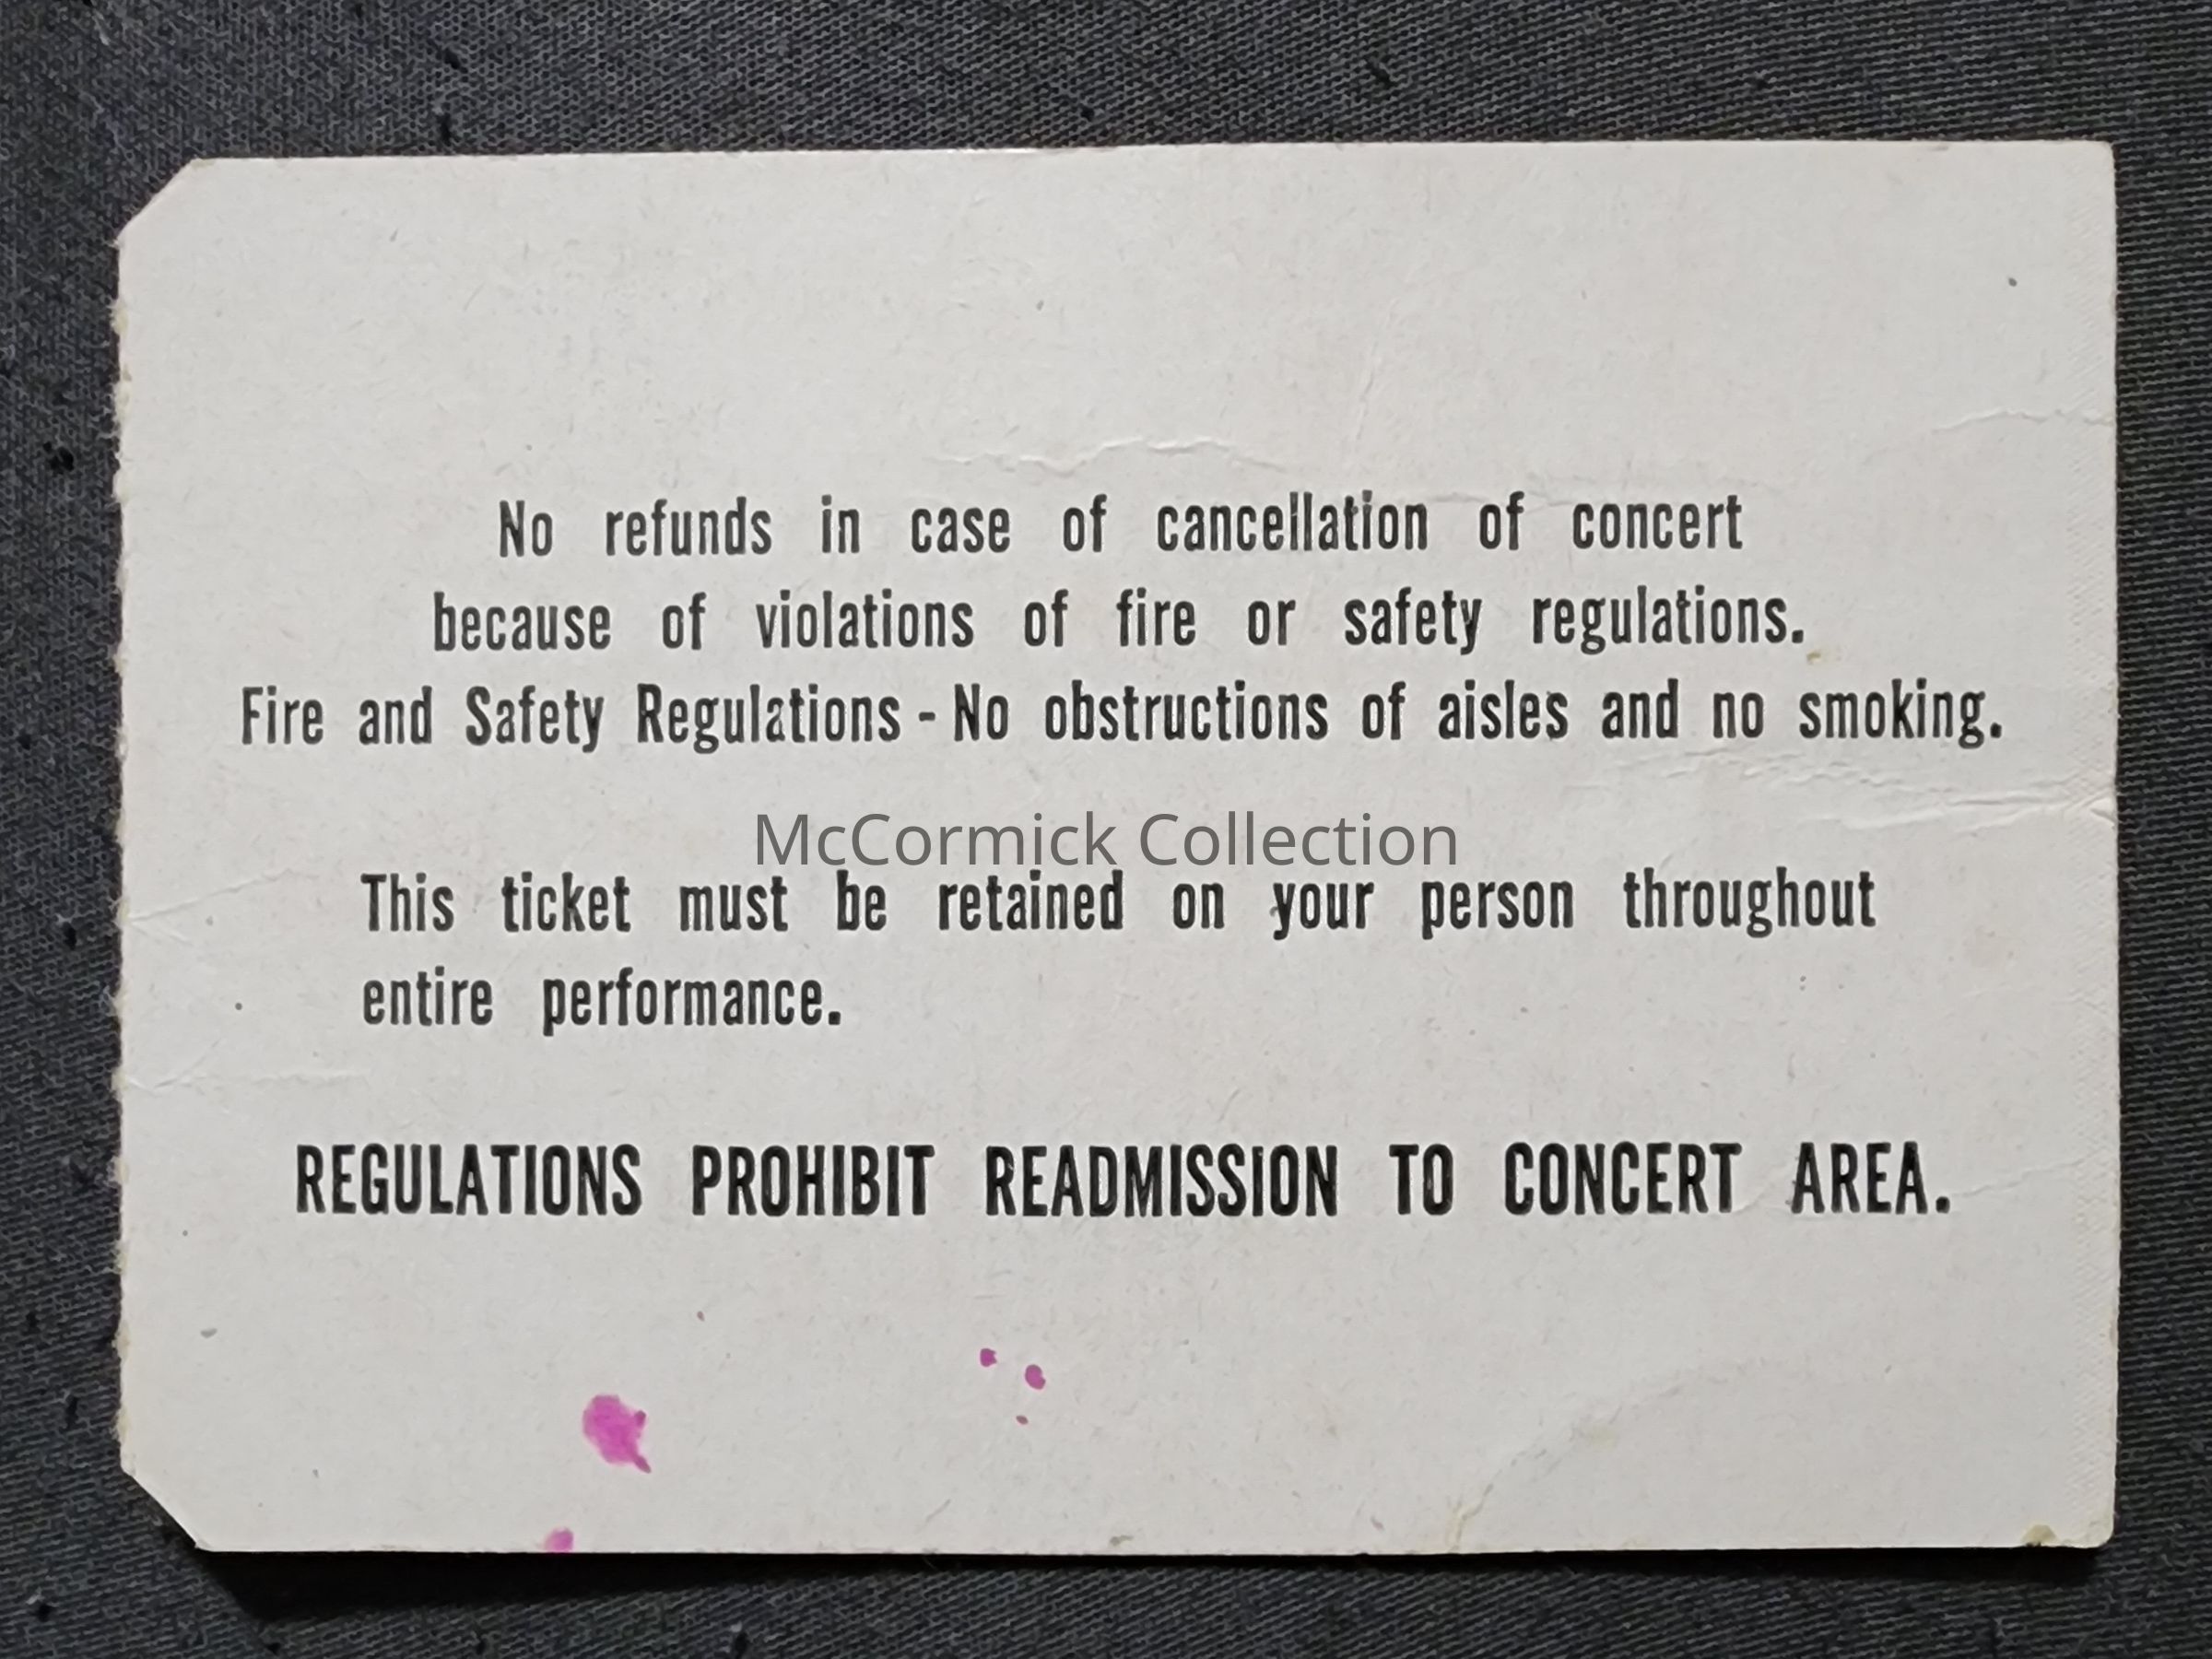 No refunds in case of cancellation of concert
because of violations of fire or safety regulations.
Fire and Safety Regulations - No obstructions of aisles and no smoking.
McCormick Collection
This ticket must be retained on your person throughout
entire performance.
REGULATIONS PROHIBIT READMISSION TO CONCERT AREA.